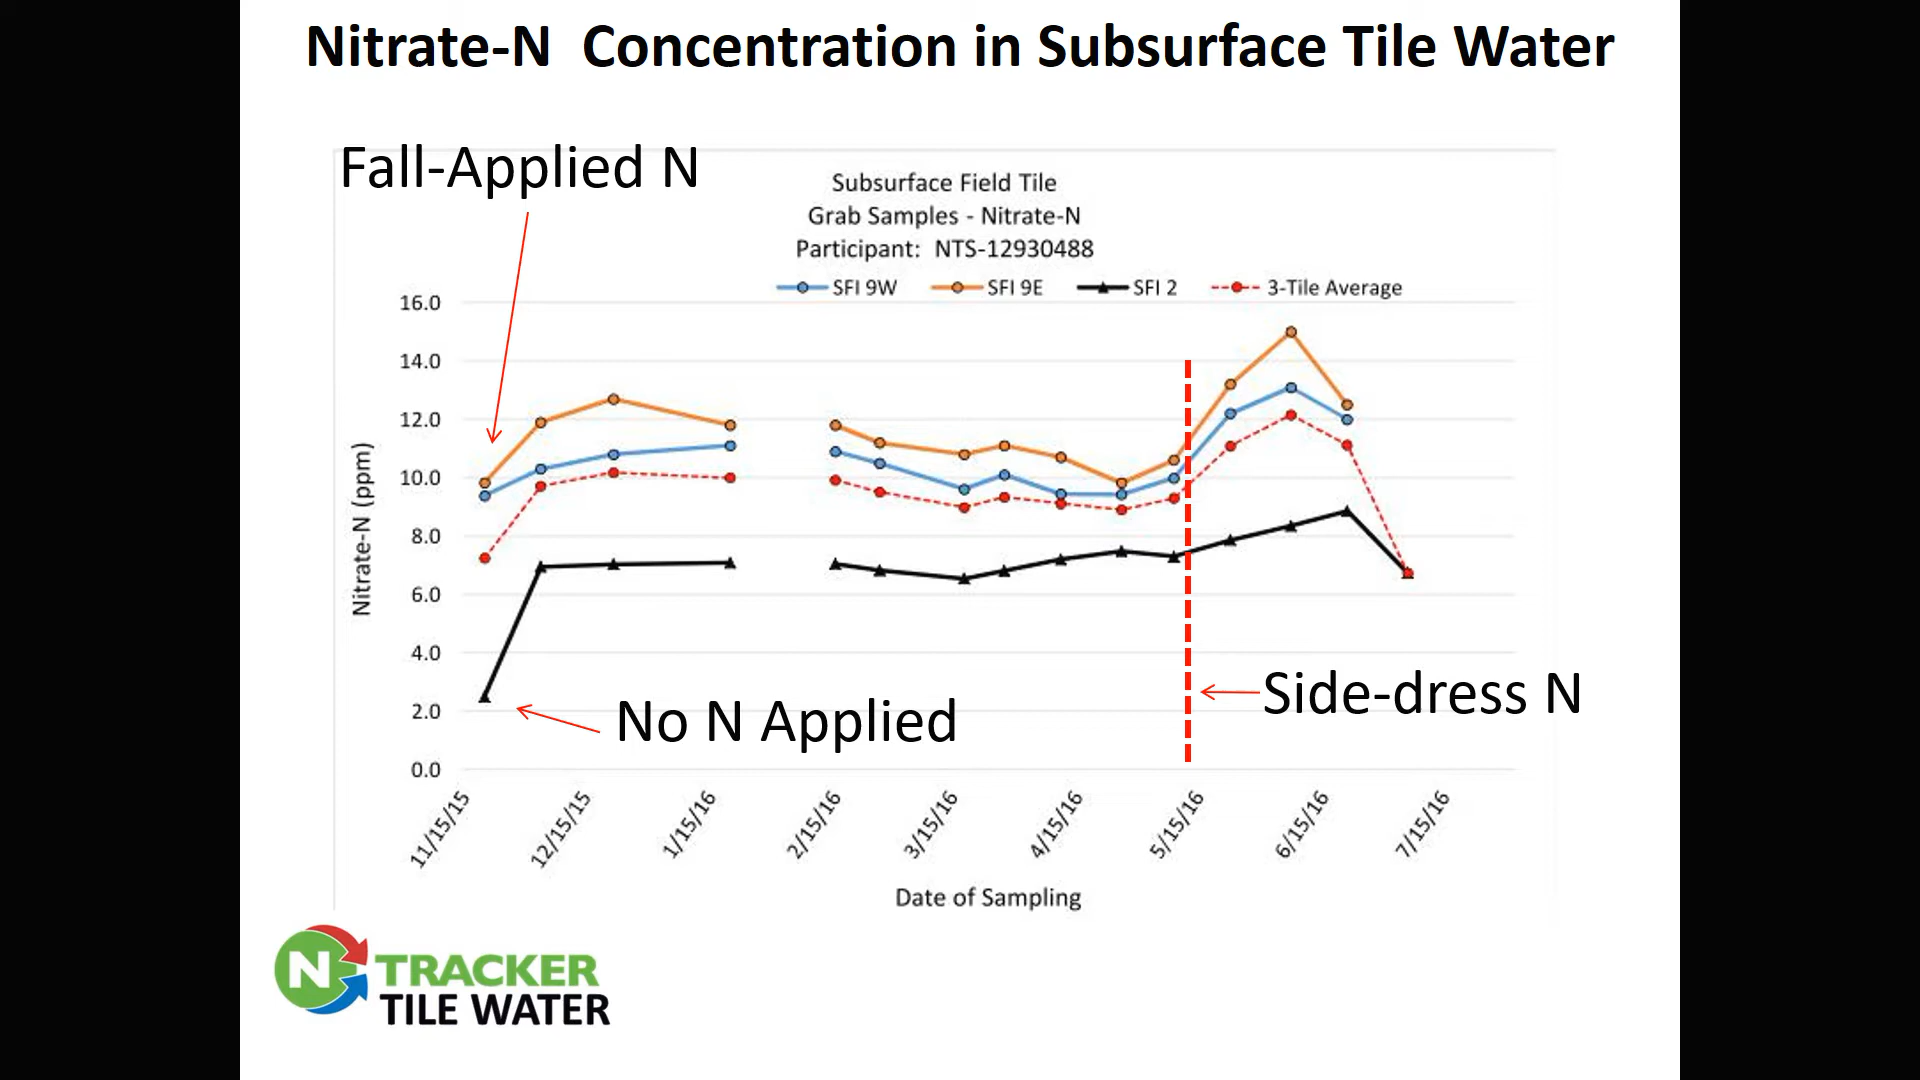 Nitrate-N Concentration in Subsurface Tile Water
Fall-Applied N
Subsurface Field Tile
Grab Samples - Nitrate-N
Participant: NTS-12930488
SFI 9W SFI 9E SFI 2 3-Tile Average
16.0
14.0
12.0
10.0
8.0
6.0
4.0
2.0
0.0
Nitrate-N (ppm)
No N Applied
Side-dress N
11/15/15 12/15/15 1/15/16 2/15/16 3/15/16 4/15/16 5/15/16 6/15/16 7/15/16
Date of Sampling
N TRACKER
TILE WATER